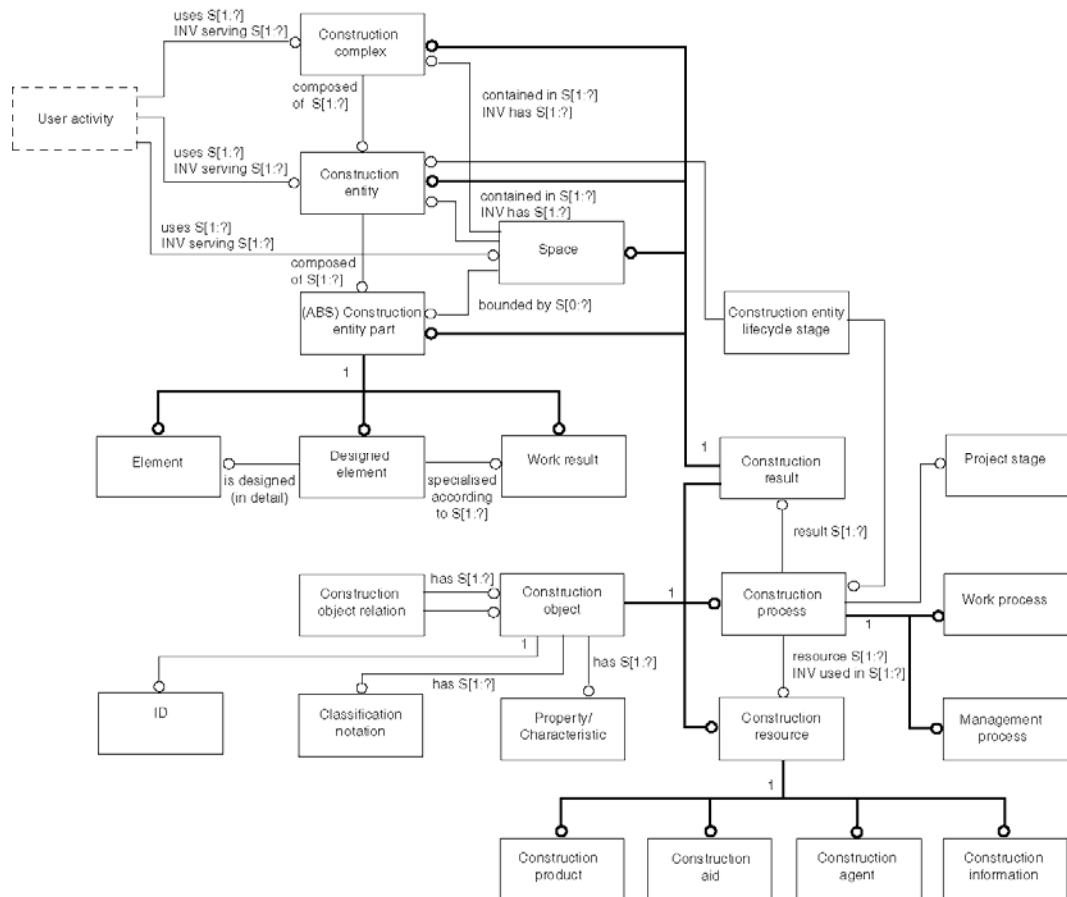 uses S[1:?]
INV serving S[1:?]
Construction
complex
composed
of S[1:?]
contained in S[1:?]
INV has S[1:?]
User activity
uses S[1:?]
INV serving S[1:?]
Construction
entity
contained in S[1:?]
INV has S[1:?]
uses S[1:?]
INV serving S[1:?]
Space
composed
of S[1:?]
bounded by S[0:?]
(ABS) Construction
entity part
Construction entity
lifecycle stage
1
Element
is designed
(in detail)
Designed
element
specialised
according
to S[1:?]
Work result
1
Construction
result
Project stage
result S[1:?]
Construction
object relation
has S[1:?]
Construction
object
1
Construction
process
1
Work process
1
has S[1:?]
has S[1:?]
resource S[1:?]
INV used in S[1:?]
ID
Classification
notation
Property/
Characteristic
Construction
resource
Management
process
1
Construction
product
Construction
aid
Construction
agent
Construction
information